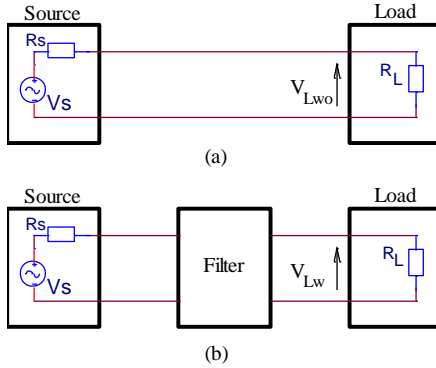 Source
Load
Rs
Vs
VLwo
RL
(a)
Source
Load
Rs
Vs
Filter
VLw
RL
(b)